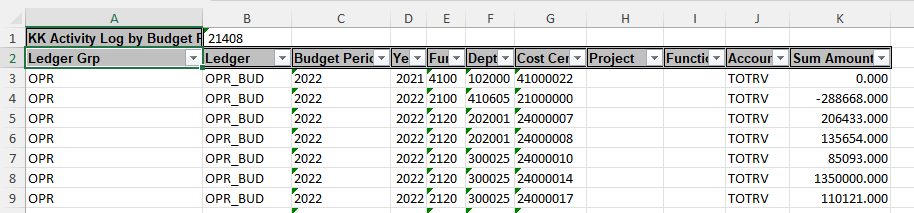 A B C D E F G H I J K
1 KK Activity Log by Budget P 21408
2 Ledger Grp Ledger Budget Peric Ye Fur Dept Cost Cer Project Functic Accour Sum Amount
3 OPR OPR_BUD 2022 2021 4100 102000 41000022 TOTRV 0.000
4 OPR OPR_BUD 2022 2022 2100 410605 21000000 TOTRV -288668.000
5 OPR OPR_BUD 2022 2022 2120 202001 24000007 TOTRV 206433.000
6 OPR OPR_BUD 2022 2022 2120 202001 24000008 TOTRV 135654.000
7 OPR OPR_BUD 2022 2022 2120 300025 24000010 TOTRV 85093.000
8 OPR OPR_BUD 2022 2022 2120 300025 24000014 TOTRV 1350000.000
9 OPR OPR_BUD 2022 2022 2120 300025 24000017 TOTRV 110121.000